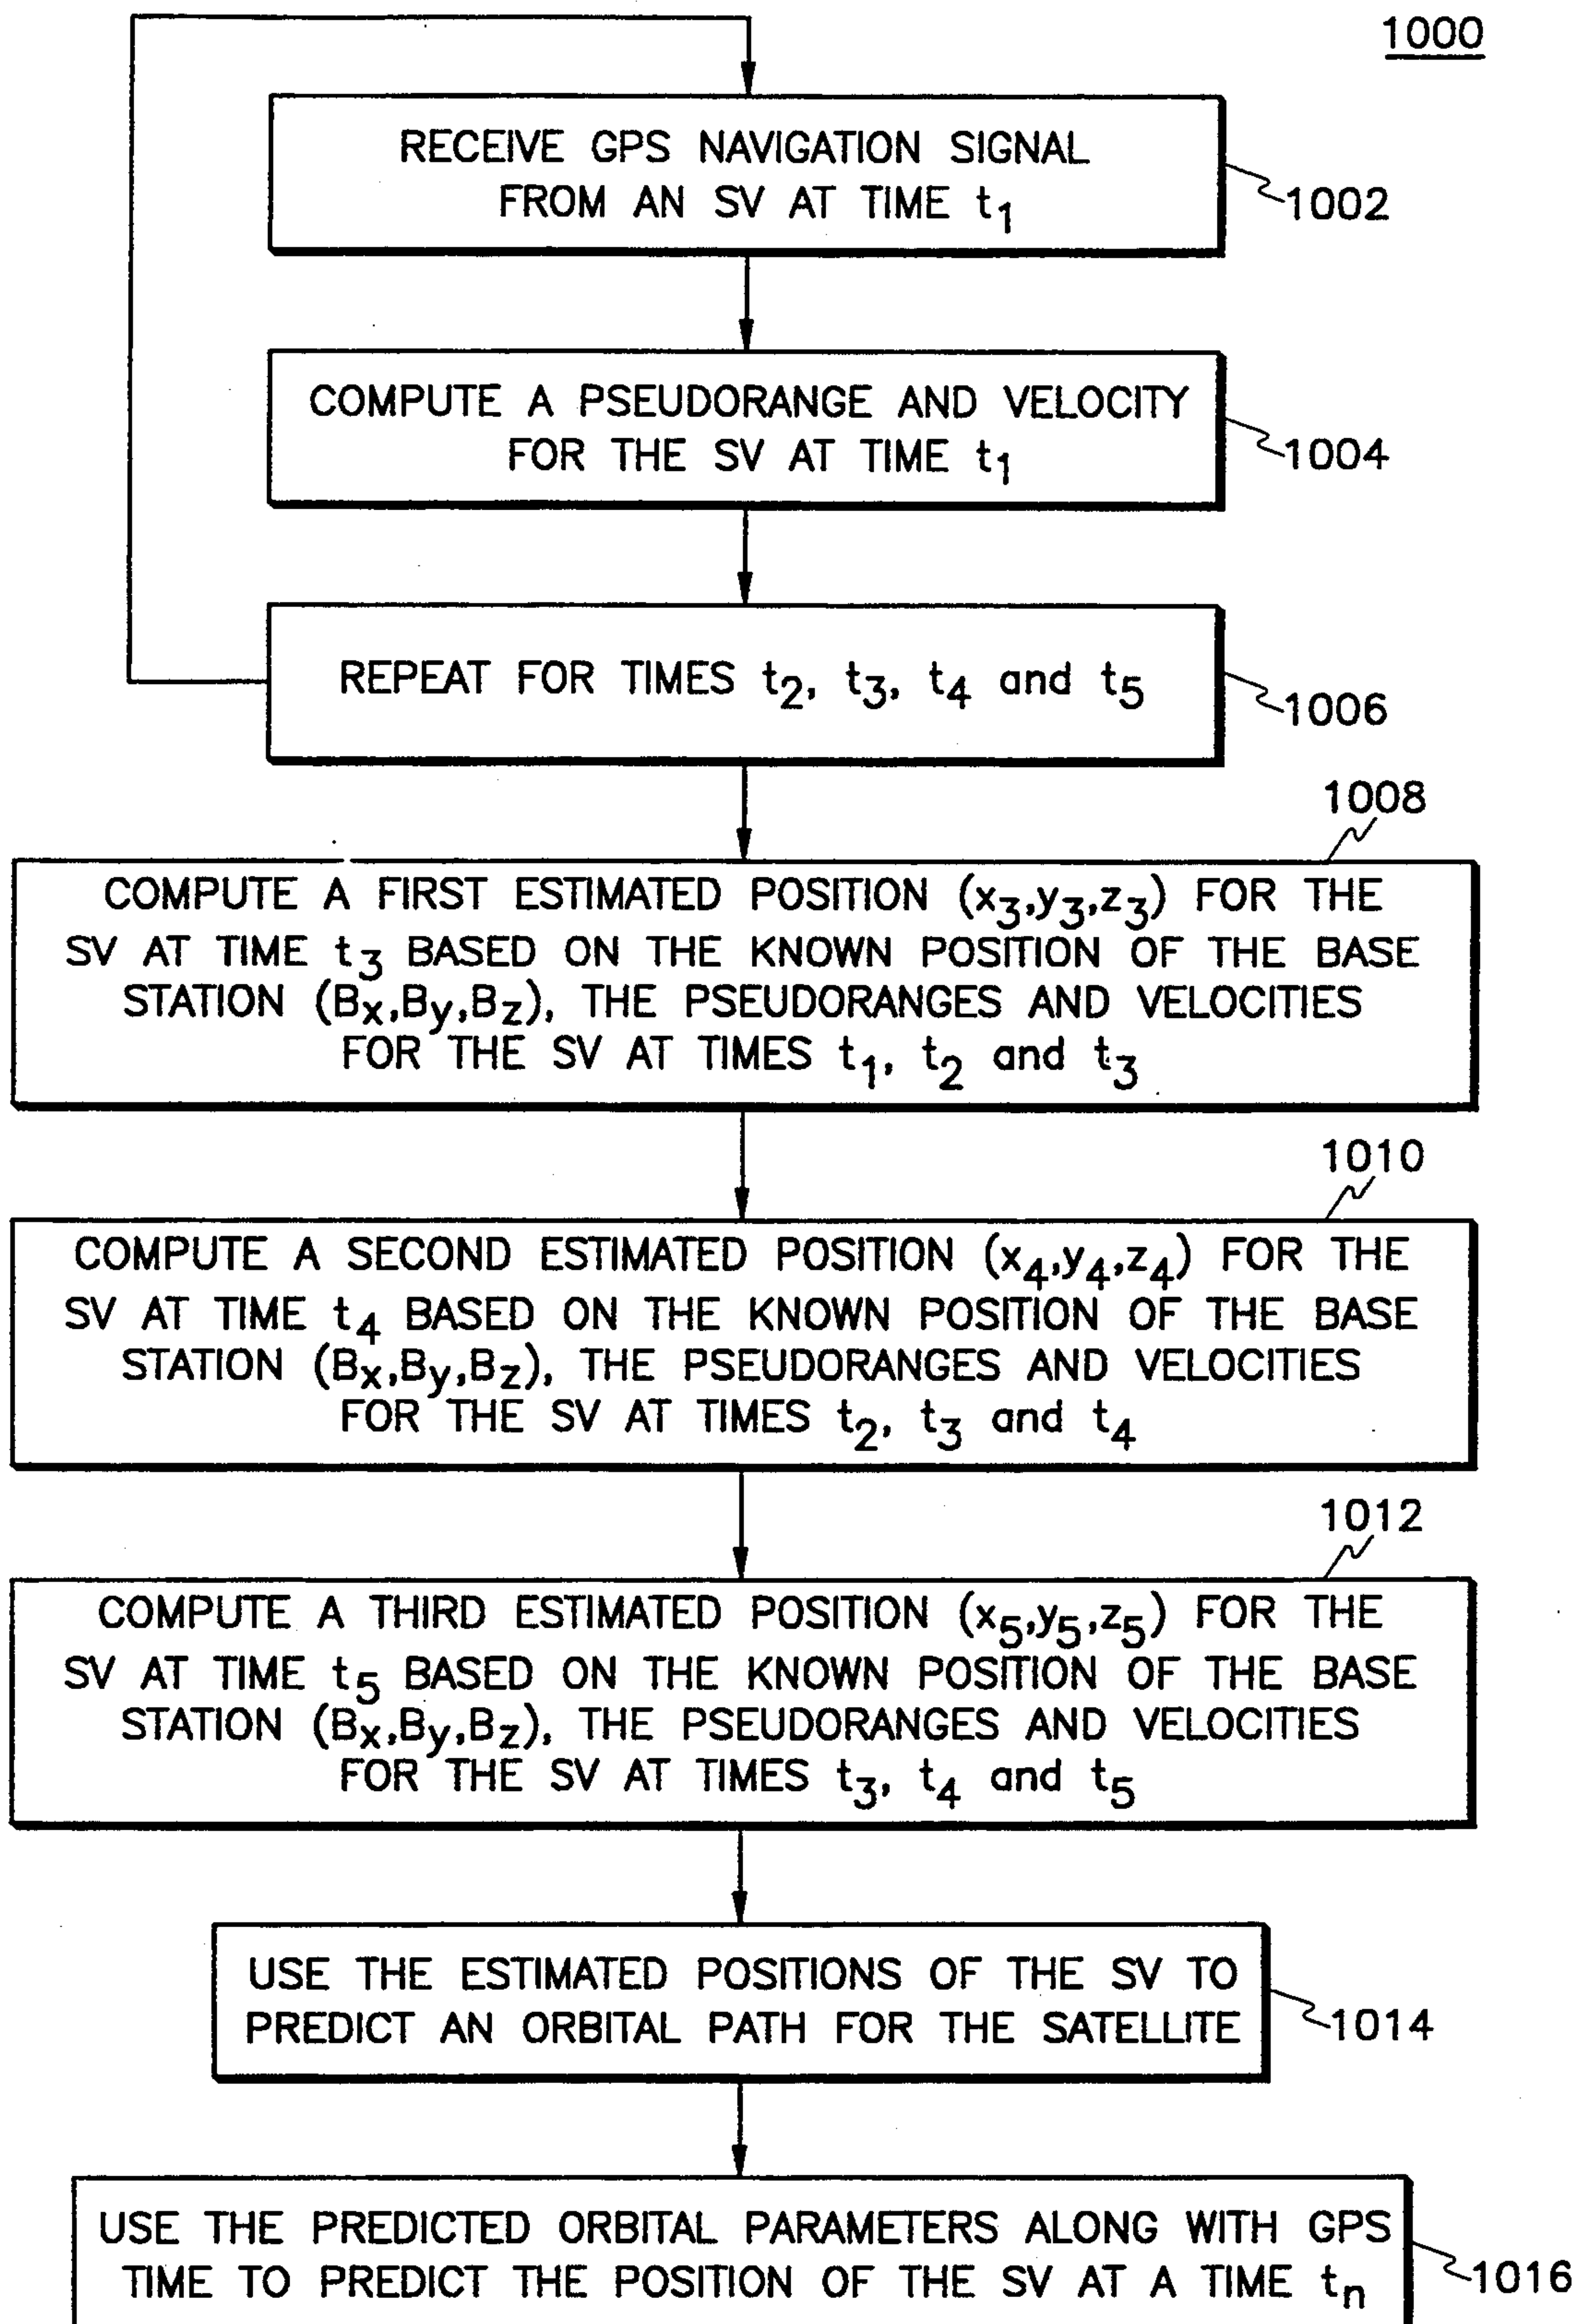 1000
RECEIVE GPS NAVIGATION SIGNAL
FROM AN SV AT TIME t1
1002
COMPUTE A PSEUDORANGE AND VELOCITY
FOR THE SV AT TIME t1
1004
REPEAT FOR TIMES t2, t3, t4 and t5
1006
1008
COMPUTE A FIRST ESTIMATED POSITION (x3,y3,z3) FOR THE
SV AT TIME t3 BASED ON THE KNOWN POSITION OF THE BASE
STATION (Bx,By,Bz), THE PSEUDORANGES AND VELOCITIES
FOR THE SV AT TIMES t1, t2 and t3
1010
COMPUTE A SECOND ESTIMATED POSITION (x4,y4,z4) FOR THE
SV AT TIME t4 BASED ON THE KNOWN POSITION OF THE BASE
STATION (Bx,By,Bz), THE PSEUDORANGES AND VELOCITIES
FOR THE SV AT TIMES t2, t3 and t4
1012
COMPUTE A THIRD ESTIMATED POSITION (x5,y5,z5) FOR THE
SV AT TIME t5 BASED ON THE KNOWN POSITION OF THE BASE
STATION (Bx,By,Bz), THE PSEUDORANGES AND VELOCITIES
FOR THE SV AT TIMES t3, t4 and t5
USE THE ESTIMATED POSITIONS OF THE SV TO
PREDICT AN ORBITAL PATH FOR THE SATELLITE
1014
USE THE PREDICTED ORBITAL PARAMETERS ALONG WITH GPS
TIME TO PREDICT THE POSITION OF THE SV AT A TIME tn
1016